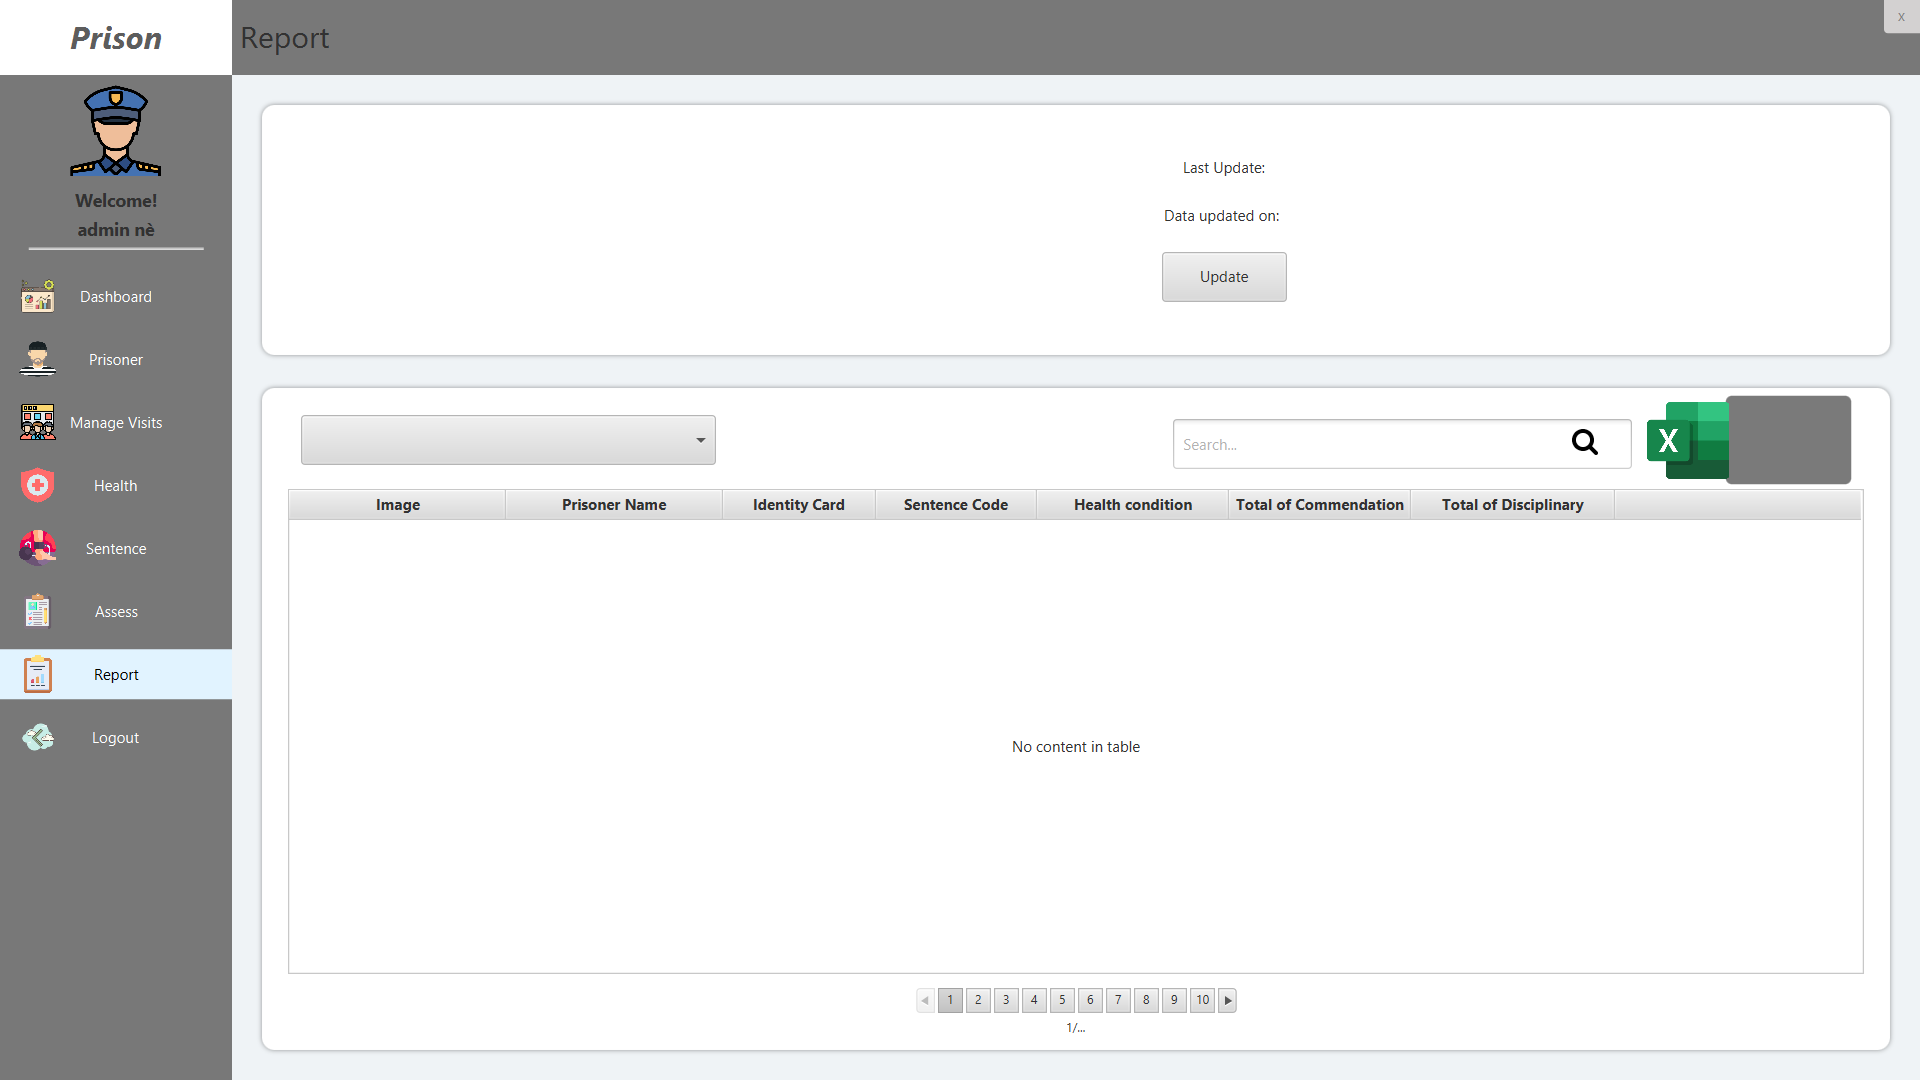 Prison
Report
x
Welcome!
admin nè
Dashboard
Prisoner
Manage Visits
Health
Sentence
Assess
Report
Logout
Last Update:
Data updated on:
Update
Search...
X
Image
Prisoner Name
Identity Card
Sentence Code
Health condition
Total of Commendation
Total of Disciplinary
No content in table
1 2 3 4 5 6 7 8 9 10
1/...